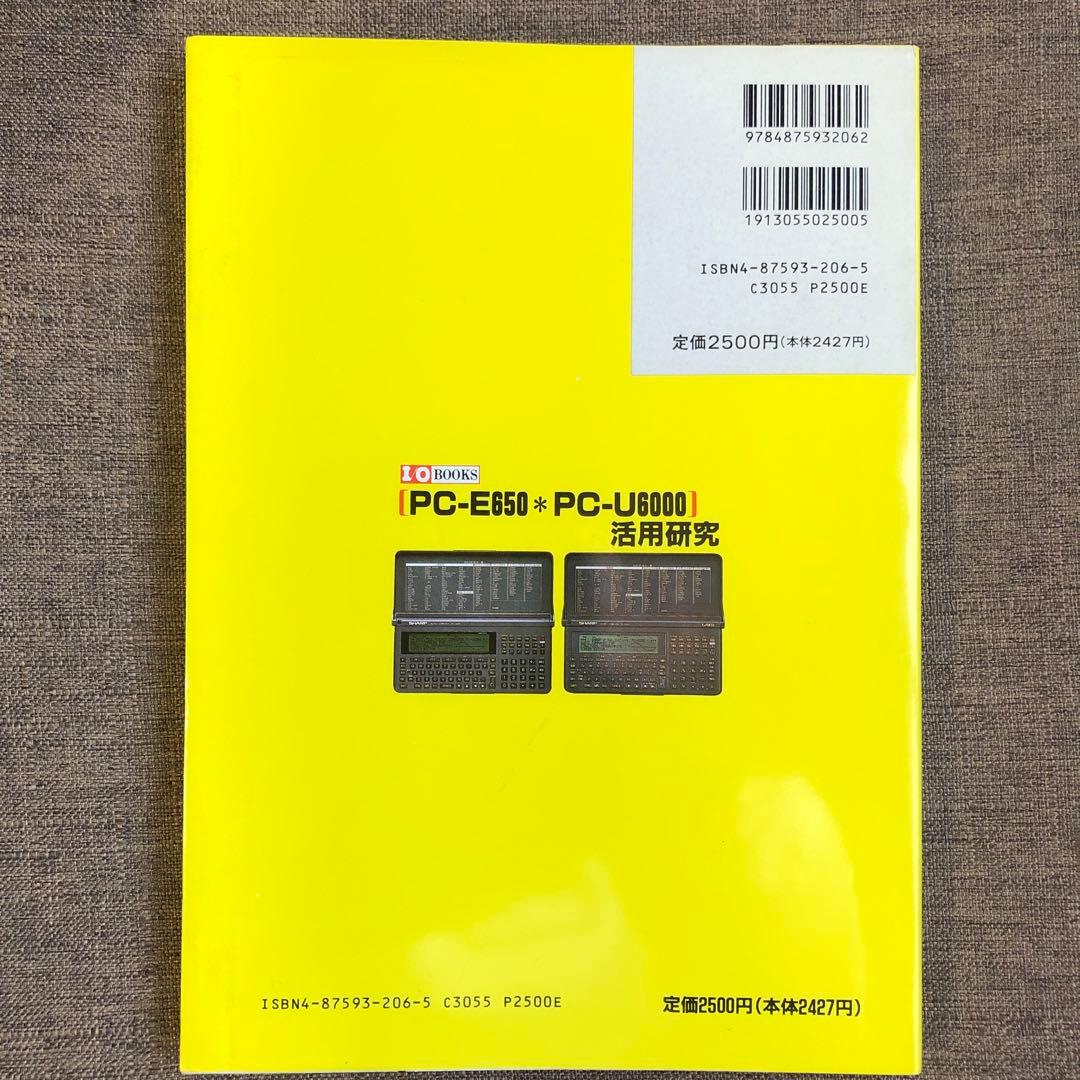 9784875932062
1913055025005
ISBN4-87593-206-5
C3055 P2500E
定価2500円(本体2427円)
I/O BOOKS
[PC-E650*PC-U6000]
活用研究
SHARP
SHARP
ISBN4-87593-206-5 C3055 P2500E
定価2500円(本体2427円)